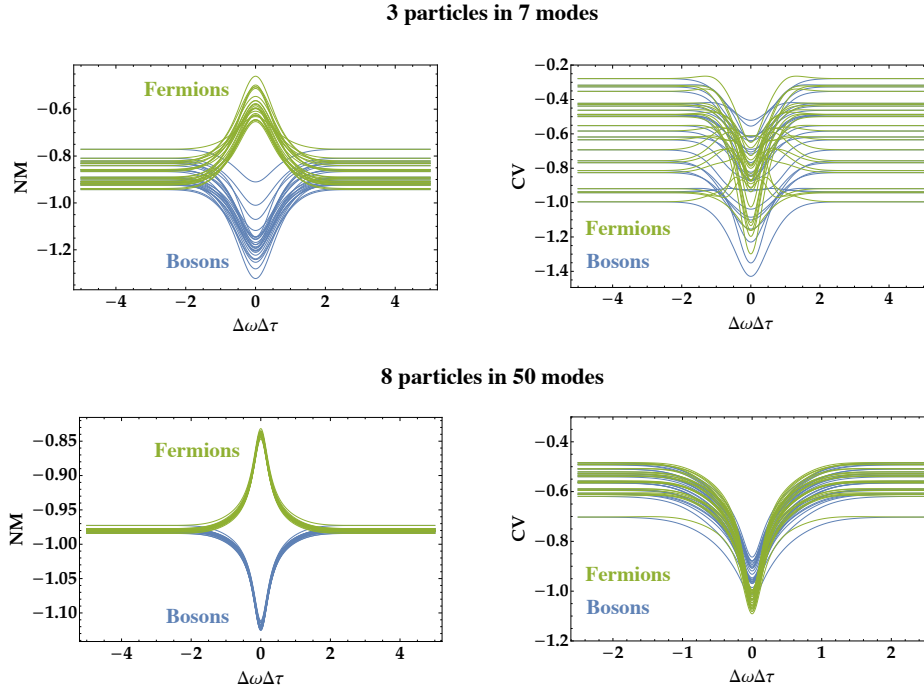 3 particles in 7 modes
Fermions
Bosons
NM
−0.6
−0.8
−1.0
−1.2
−4
−2
0
2
4
ΔωΔτ
Fermions
Bosons
CV
−0.2
−0.4
−0.6
−0.8
−1.0
−1.2
−1.4
−4
−2
0
2
4
ΔωΔτ
8 particles in 50 modes
Fermions
Bosons
NM
−0.85
−0.90
−0.95
−1.00
−1.05
−1.10
−4
−2
0
2
4
ΔωΔτ
Fermions
Bosons
CV
−0.4
−0.6
−0.8
−1.0
−1.2
−2
−1
0
1
2
ΔωΔτ